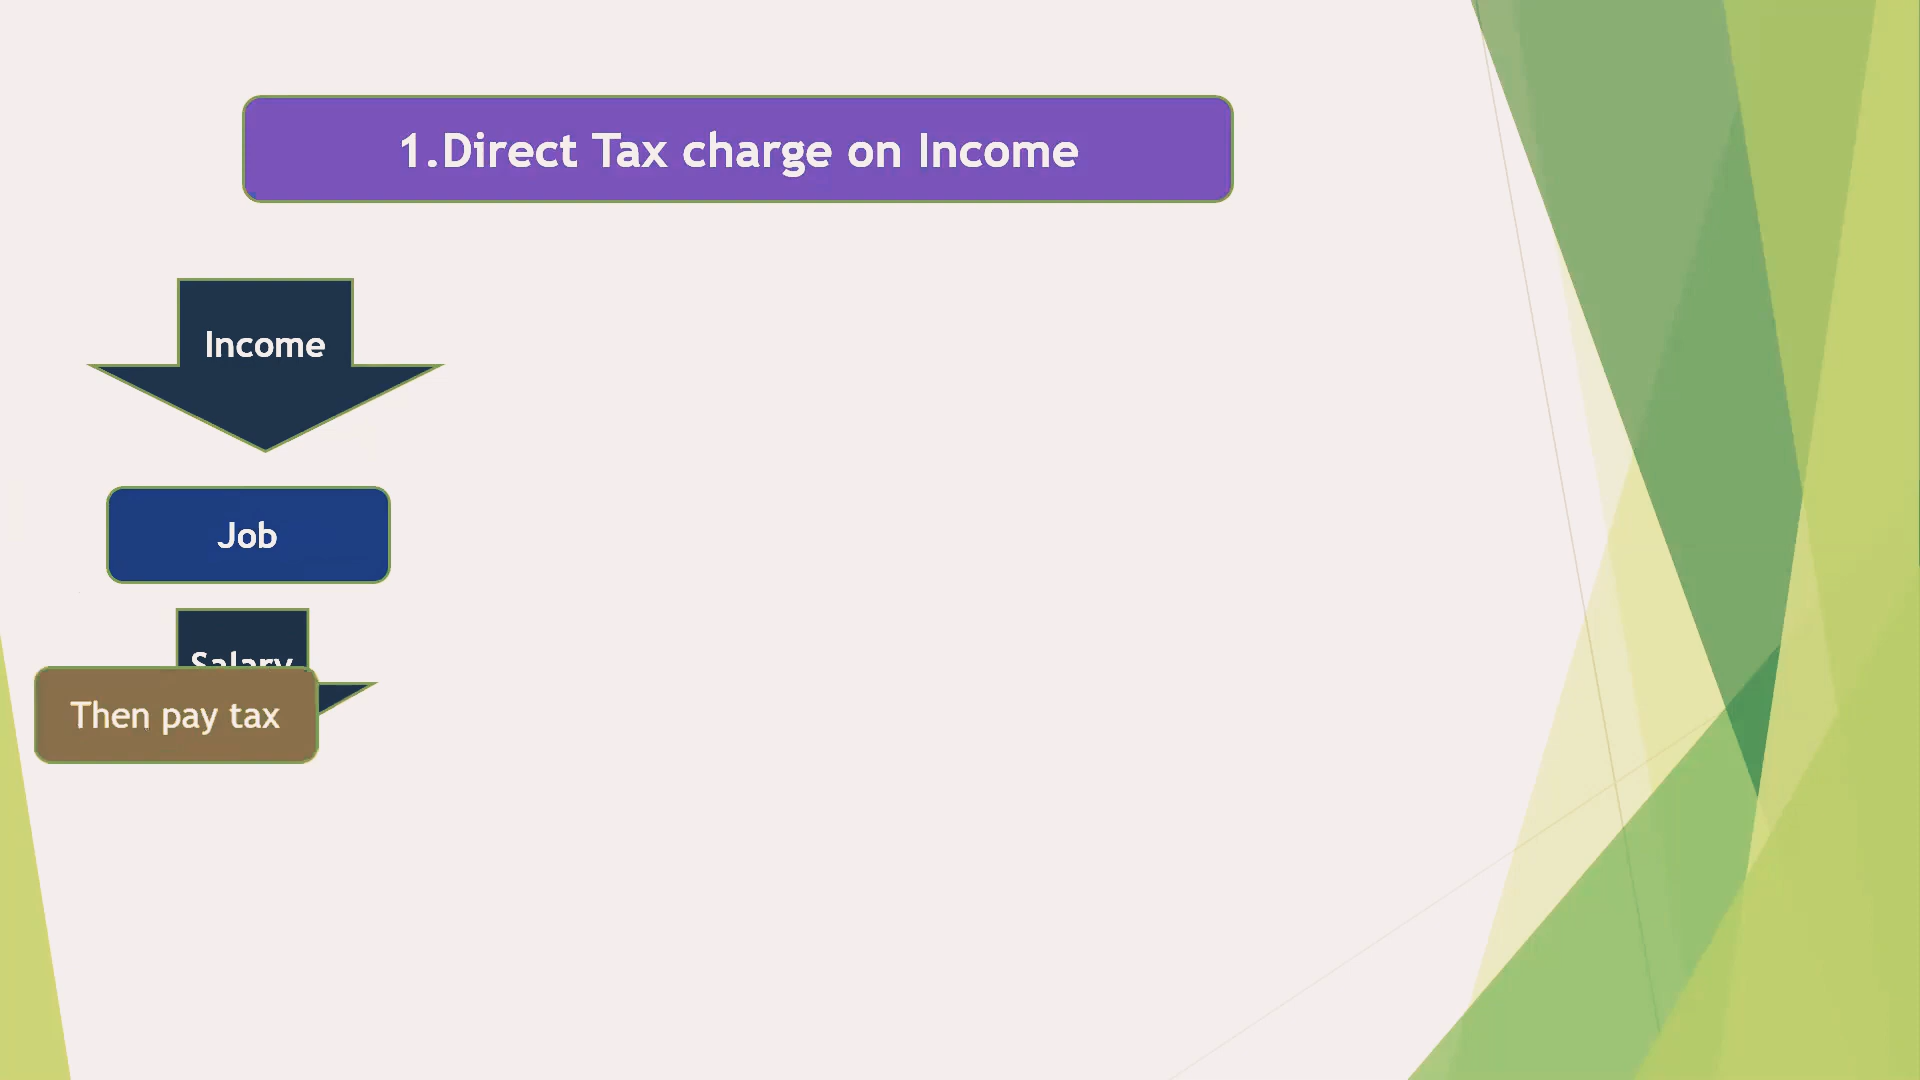 1.Direct Tax charge on Income
Income
Job
Salary
Then pay tax